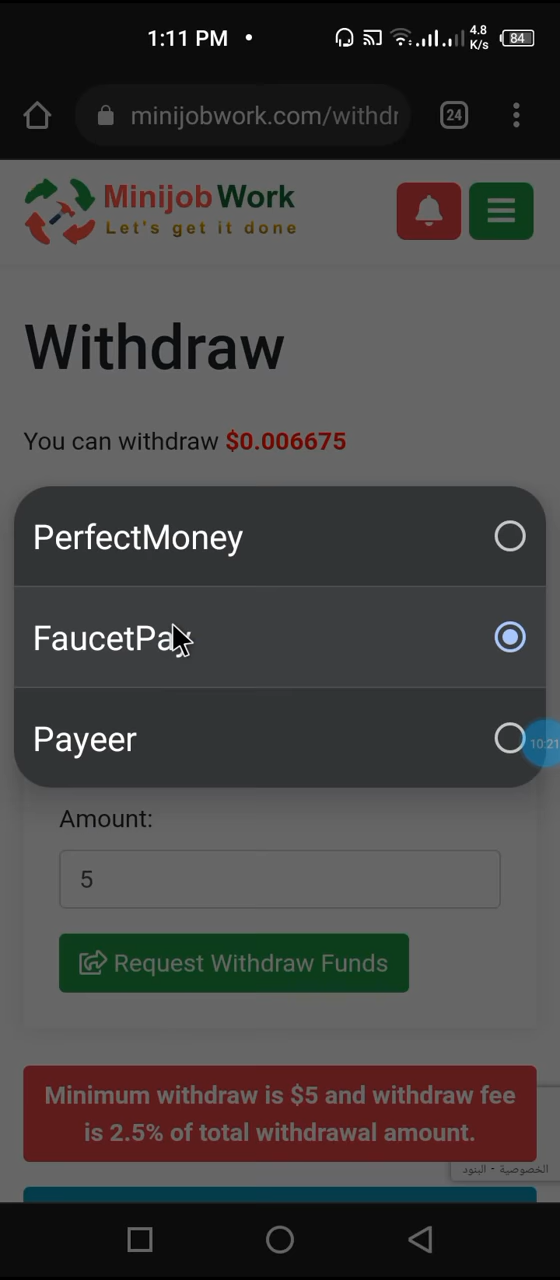 1:11 PM
4.8
K/s
84
minijobwork.com/withdr
24
Minijob Work
Let's get it done
Withdraw
You can withdraw $0.006675
PerfectMoney
FaucetPay
Payeer
10:21
Amount:
5
Request Withdraw Funds
Minimum withdraw is $5 and withdraw fee
is 2.5% of total withdrawal amount.
الخصوصية - البنود